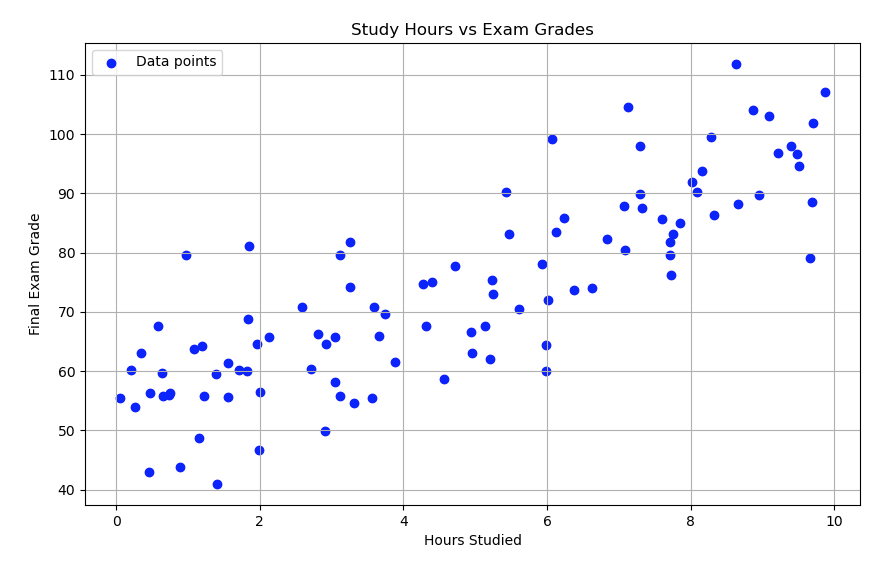 Study Hours vs Exam Grades
Data points
Final Exam Grade
110
100
90
80
70
60
50
40
0 2 4 6 8 10
Hours Studied